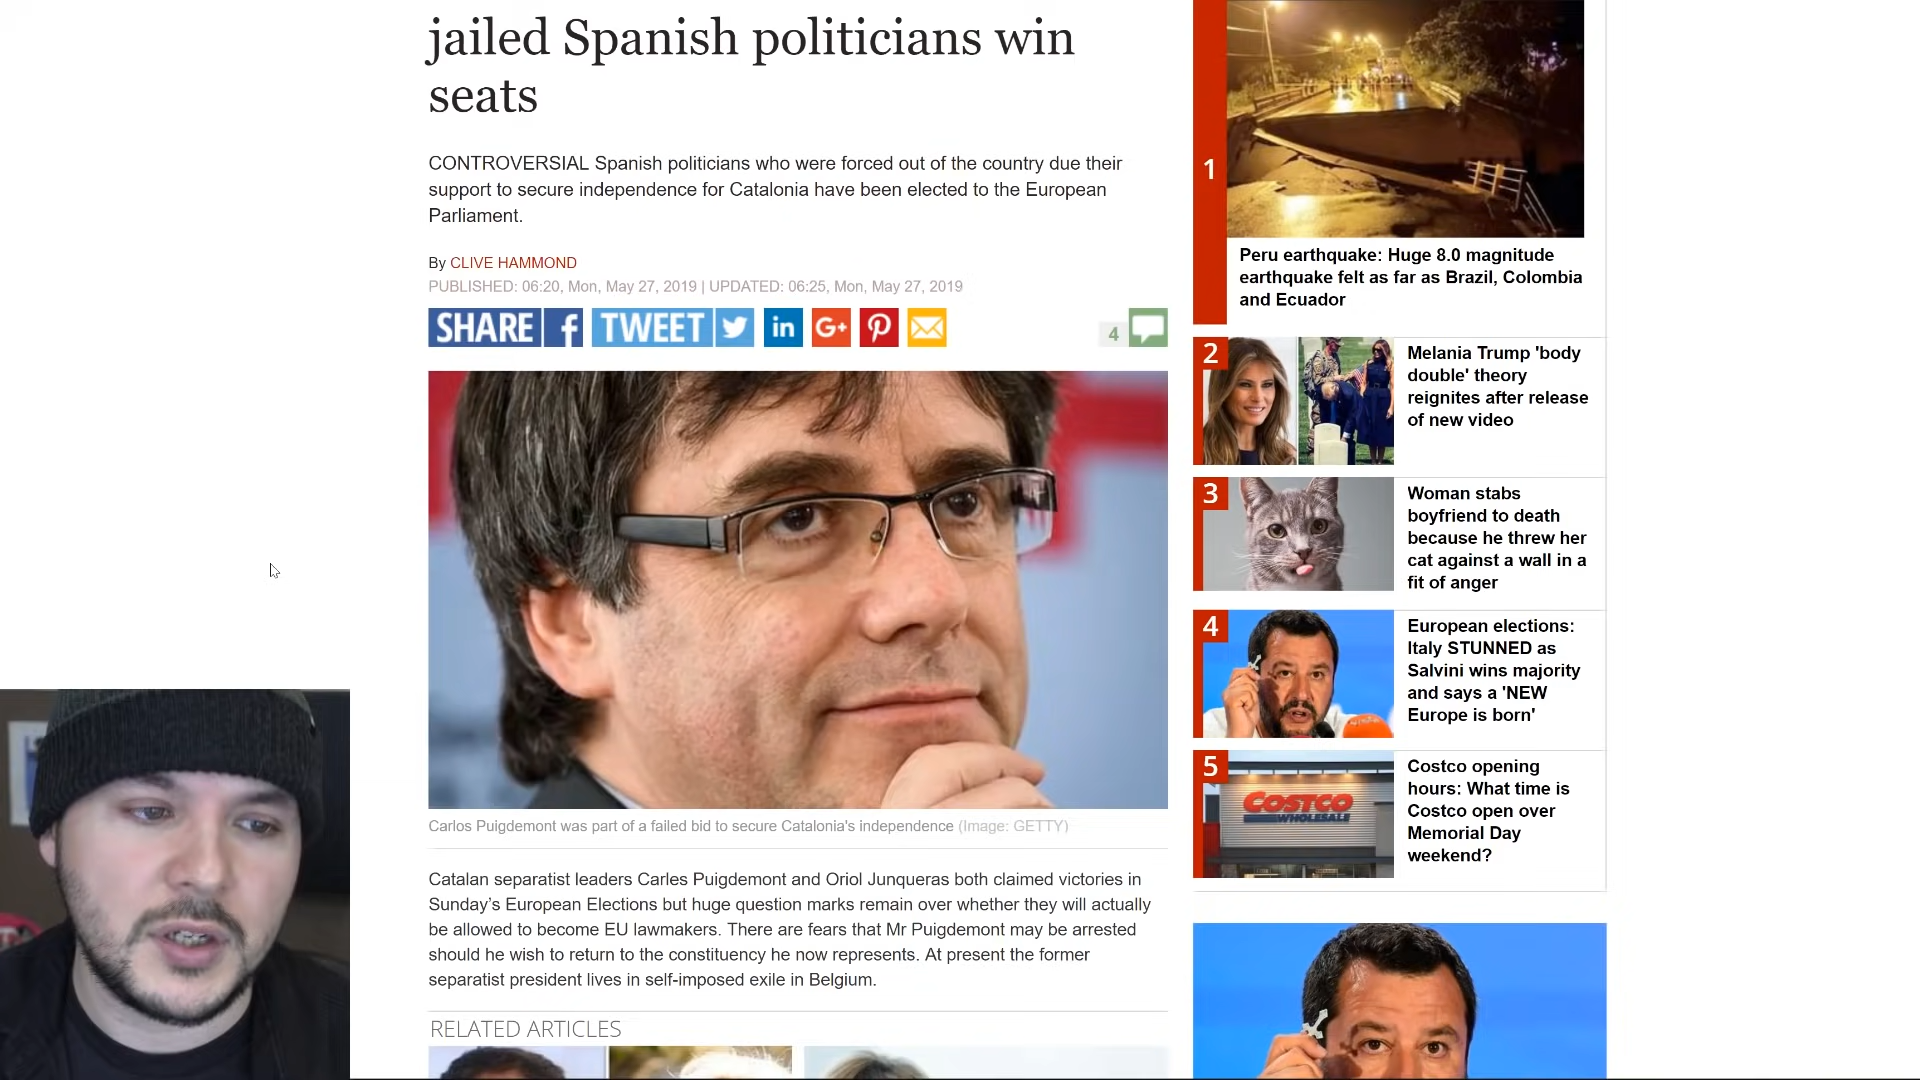 jailed Spanish politicians win
seats
CONTROVERSIAL Spanish politicians who were forced out of the country due their
support to secure independence for Catalonia have been elected to the European
Parliament.
By CLIVE HAMMOND
PUBLISHED: 06:20, Mon, May 27, 2019 | UPDATED: 06:25, Mon, May 27, 2019
SHARE f TWEET in G+ 4
Carlos Puigdemont was part of a failed bid to secure Catalonia's independence (Image: GETTY)
Catalan separatist leaders Carles Puigdemont and Oriol Junqueras both claimed victories in
Sunday's European Elections but huge question marks remain over whether they will actually
be allowed to become EU lawmakers. There are fears that Mr Puigdemont may be arrested
should he wish to return to the constituency he now represents. At present the former
separatist president lives in self-imposed exile in Belgium.
RELATED ARTICLES
1
Peru earthquake: Huge 8.0 magnitude
earthquake felt as far as Brazil, Colombia
and Ecuador
2
Melania Trump 'body
double' theory
reignites after release
of new video
3
Woman stabs
boyfriend to death
because he threw her
cat against a wall in a
fit of anger
4
European elections:
Italy STUNNED as
Salvini wins majority
and says a 'NEW
Europe is born'
5
COSTCO
WHOLESALE
Costco opening
hours: What time is
Costco open over
Memorial Day
weekend?